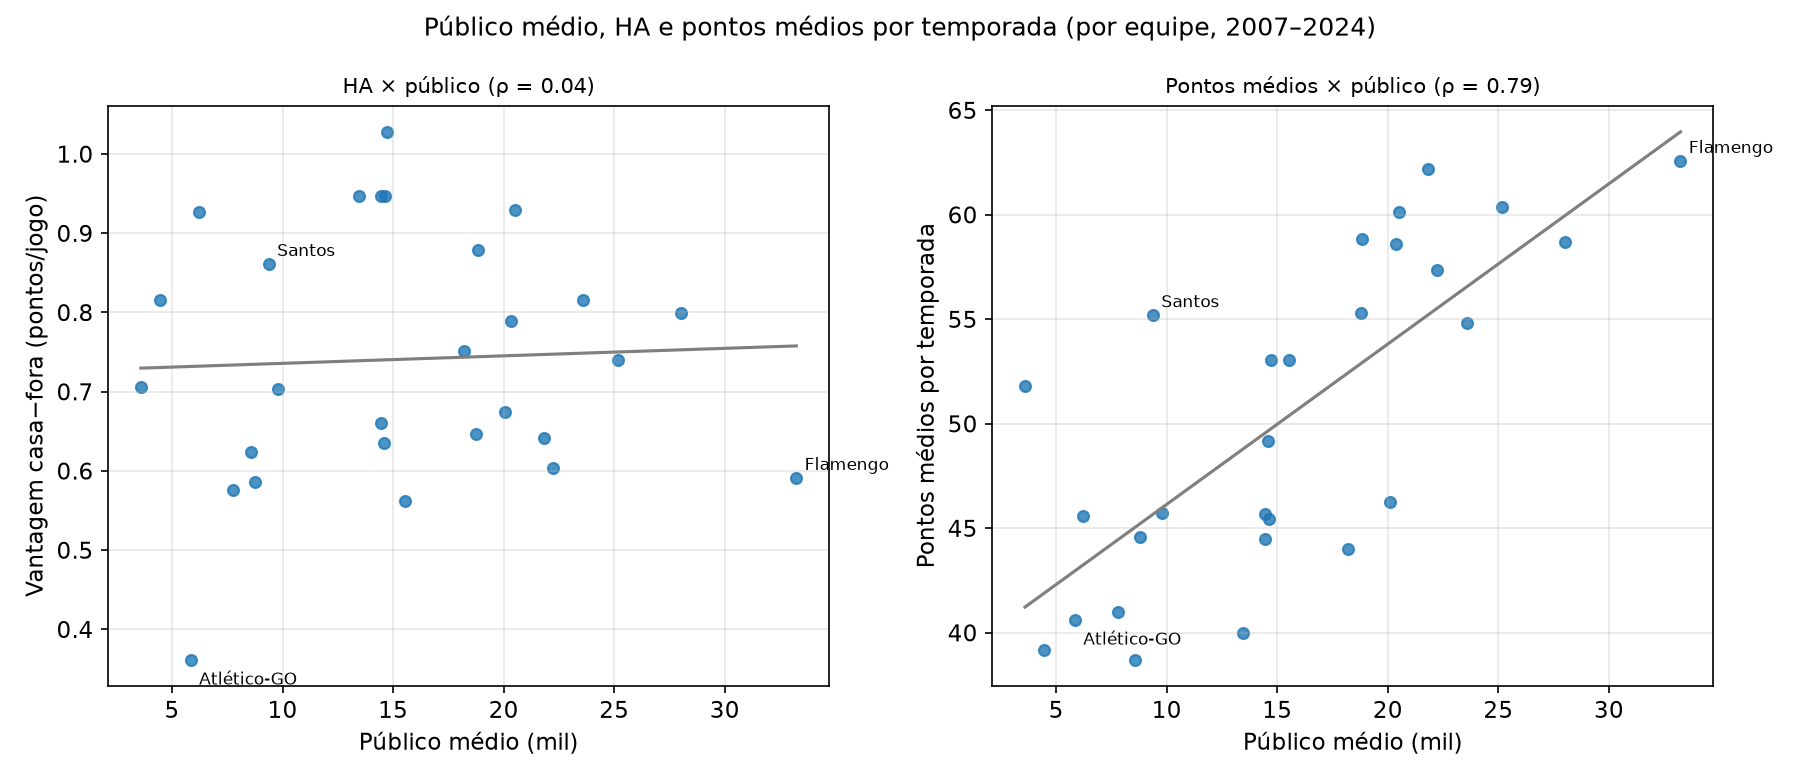 Público médio, HA e pontos médios por temporada (por equipe, 2007–2024)
HA × público (ρ = 0.04)
Vantagem casa−fora (pontos/jogo)
1.0
0.9
0.8
0.7
0.6
0.5
0.4
Santos
Flamengo
Atlético-GO
5
10
15
20
25
30
Público médio (mil)
Pontos médios × público (ρ = 0.79)
Pontos médios por temporada
65
60
55
50
45
40
Flamengo
Santos
Atlético-GO
5
10
15
20
25
30
Público médio (mil)